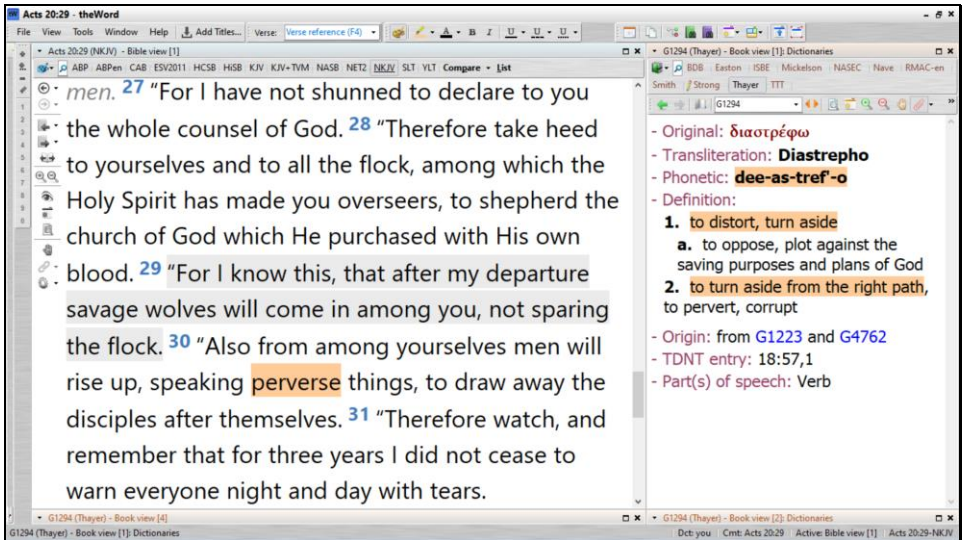 Acts 20:29 - theWord
File View Tools Window Help Add Titles... Verse: Verse reference (F4) A B I U U U
Acts 20:29 (NKJV) - Bible view [1]
ABP ABPen CAB ESV2011 HCSB HiSB KJV KJV+TVM NASB NET2 NKJV SLT YLT Compare List
men. 27 “For I have not shunned to declare to you
the whole counsel of God. 28 “Therefore take heed
to yourselves and to all the flock, among which the
Holy Spirit has made you overseers, to shepherd the
church of God which He purchased with His own
blood. 29 “For I know this, that after my departure
savage wolves will come in among you, not sparing
the flock. 30 “Also from among yourselves men will
rise up, speaking perverse things, to draw away the
disciples after themselves. 31 “Therefore watch, and
remember that for three years I did not cease to
warn everyone night and day with tears.
G1294 (Thayer) - Book view [4]
G1294 (Thayer) - Book view [1]: Dictionaries
BDB Easton ISBE Mickelson NASEC Nave RMAC-en
Smith Strong Thayer TTT
G1294
- Original: διαστρέφω
- Transliteration: Diastrepho
- Phonetic: dee-as-tref'-o
- Definition:
1. to distort, turn aside
a. to oppose, plot against the
saving purposes and plans of God
2. to turn aside from the right path,
to pervert, corrupt
- Origin: from G1223 and G4762
- TDNT entry: 18:57,1
- Part(s) of speech: Verb
G1294 (Thayer) - Book view [2]: Dictionaries
G1294 (Thayer) - Book view [1]: Dictionaries Dct: you Cmt: Acts 20:29 Active: Bible view [1] Acts 20:29-NKJV